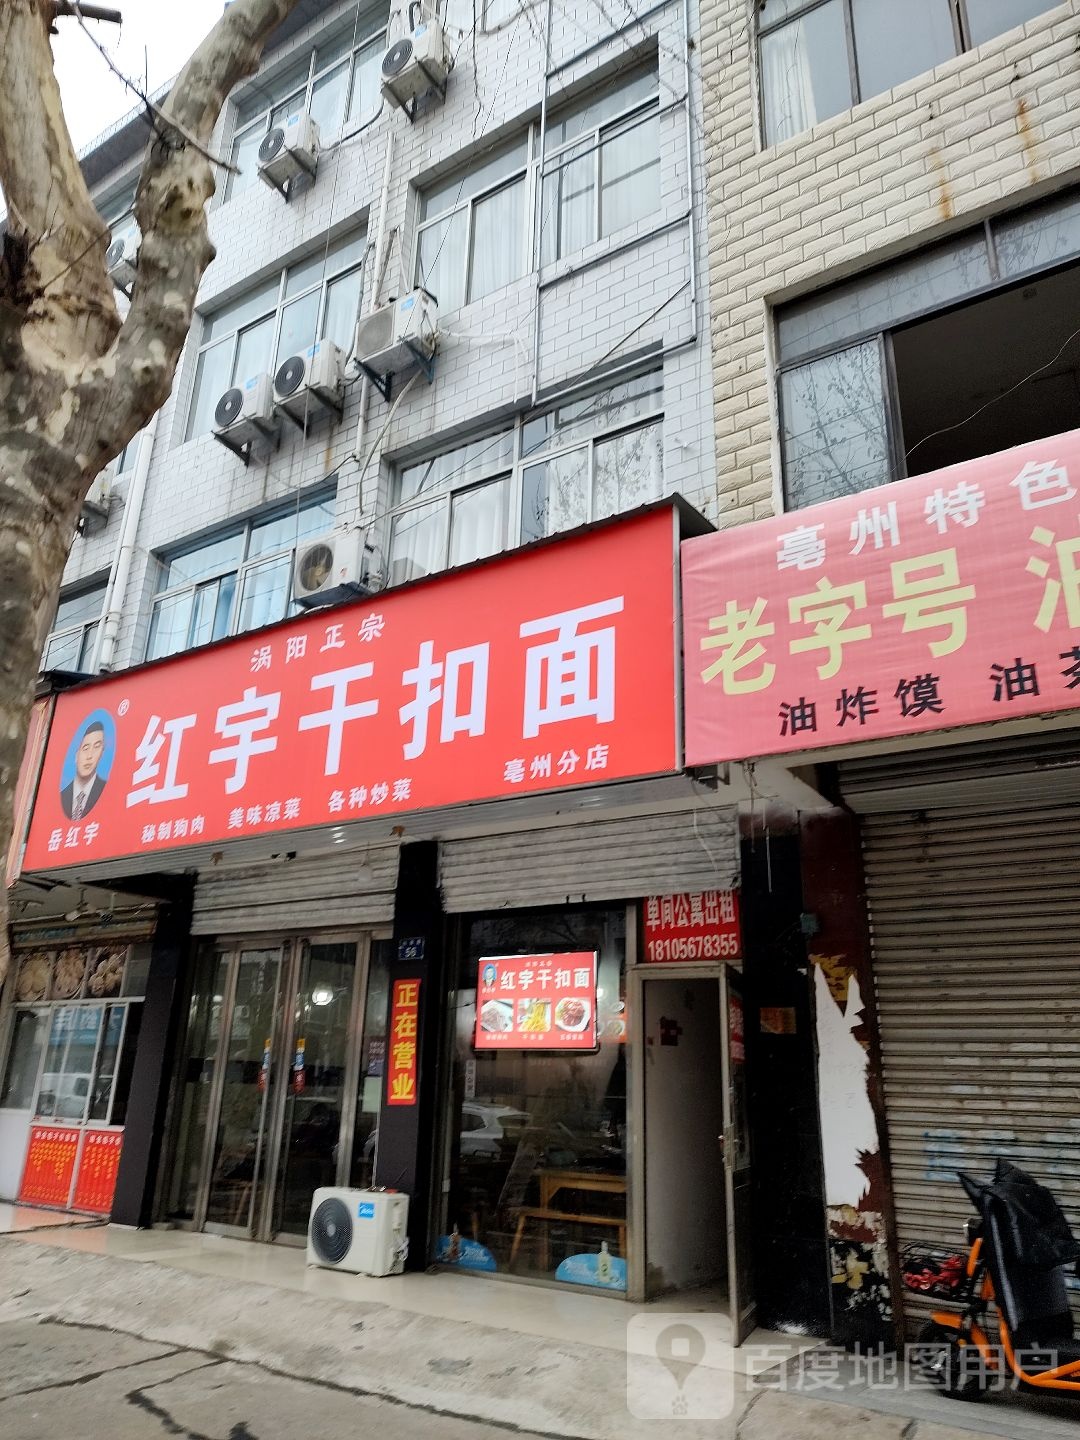 涡阳正宗
®
红宇干扣面
岳红宇
秘制狗肉 美味凉菜 各种炒菜
亳州分店
亳州特色
老字号
油炸馍 油茶
单间公寓出租
18105678355
56
正在营业
红宇干扣面
百度地图用户